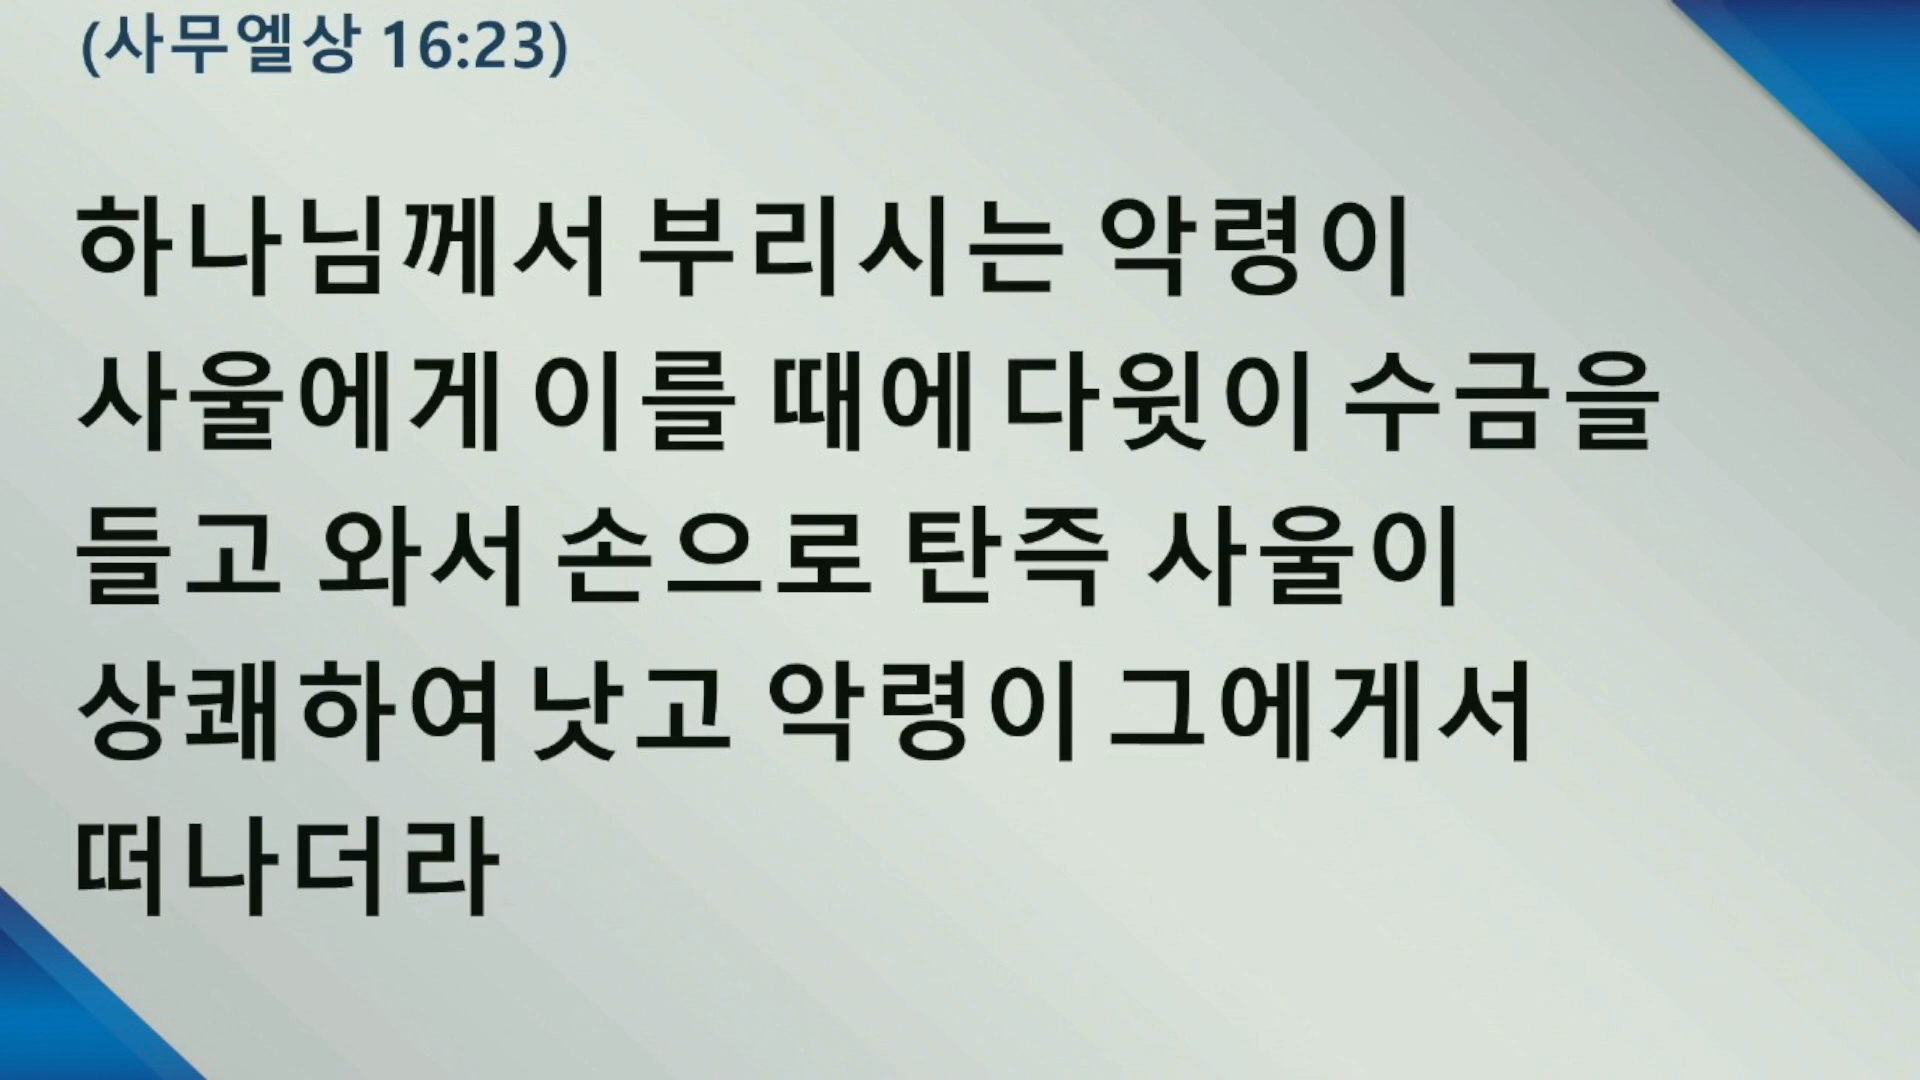 (사무엘상 16:23)
하나님께서 부리시는 악령이
사울에게 이를 때에 다윗이 수금을
들고 와서 손으로 탄즉 사울이
상쾌하여 낫고 악령이 그에게서
떠나더라